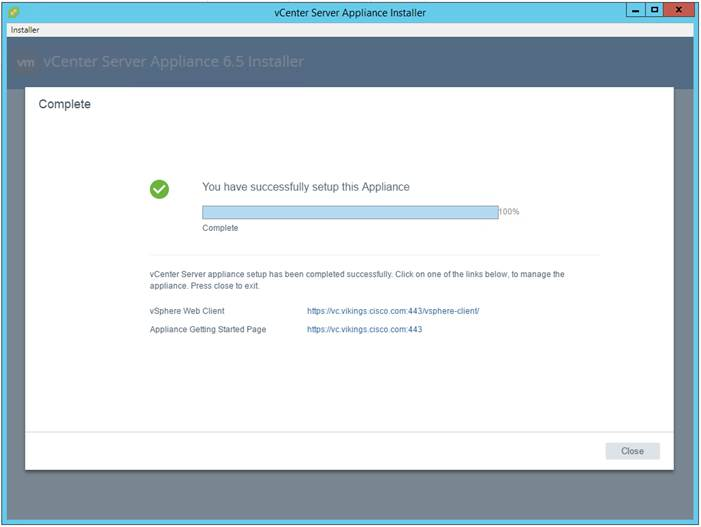 vCenter Server Appliance Installer
Installer
vm vCenter Server Appliance 6.5 Installer
Complete
You have successfully setup this Appliance
100%
Complete
vCenter Server appliance setup has been completed successfully. Click on one of the links below, to manage the
appliance. Press close to exit.
vSphere Web Client https://vc.vikings.cisco.com:443/vsphere-client/
Appliance Getting Started Page https://vc.vikings.cisco.com:443
Close